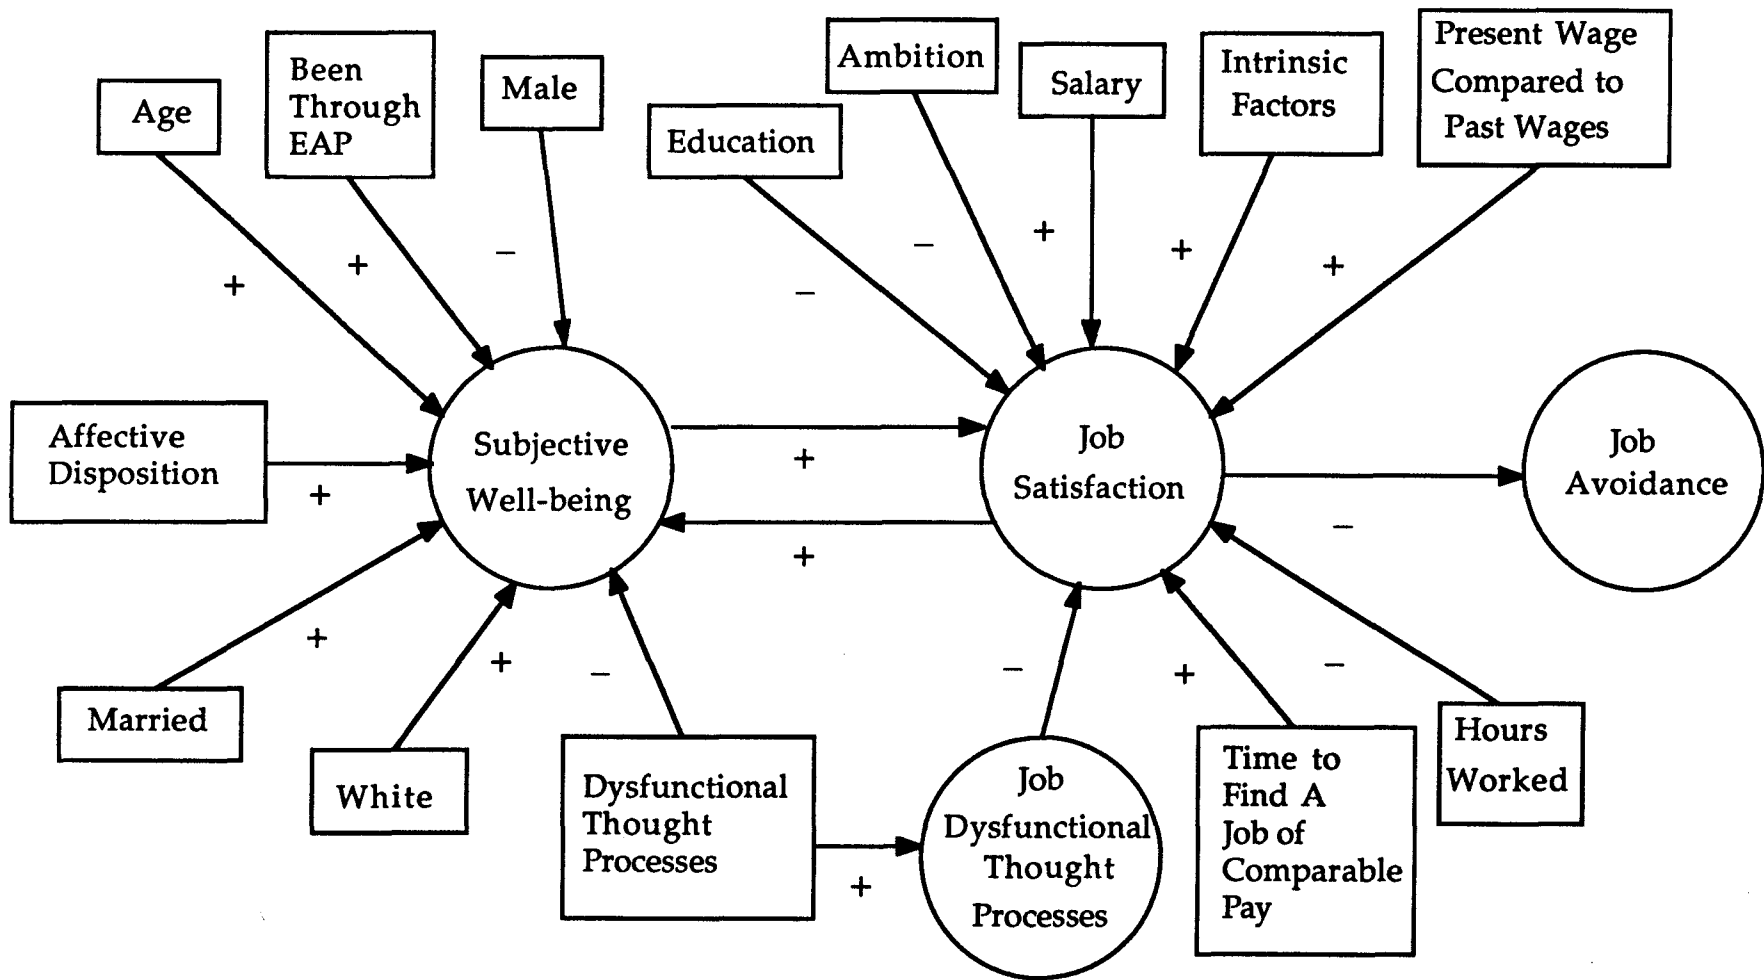 Age
Been
Through
EAP
Male
Education
Ambition
Salary
Intrinsic
Factors
Present Wage
Compared to
Past Wages
+
+
−
−
−
+
+
+
Affective
Disposition
+
Subjective
Well-being
+
+
Job
Satisfaction
−
Job
Avoidance
+
+
−
−
+
−
Married
White
Dysfunctional
Thought
Processes
+
Job
Dysfunctional
Thought
Processes
Time to
Find A
Job of
Comparable
Pay
Hours
Worked